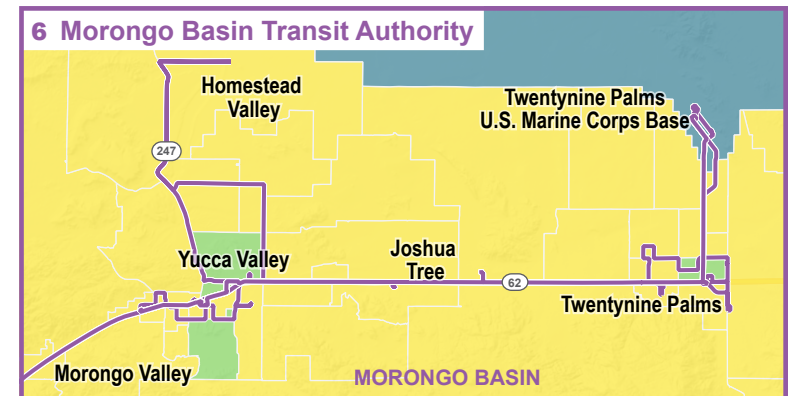 6 Morongo Basin Transit Authority
Homestead
Valley
Twentynine Palms
U.S. Marine Corps Base
247
Yucca Valley
Joshua
Tree
62
Twentynine Palms
Morongo Valley
MORONGO BASIN